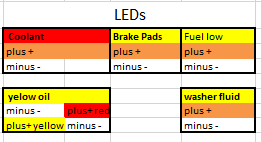 LEDs
Coolant Brake Pads Fuel low
plus + plus + plus +
minus - minus - minus -
yelow oil washer fluid
minus - plus+red plus +
plus+yellow minus - minus -